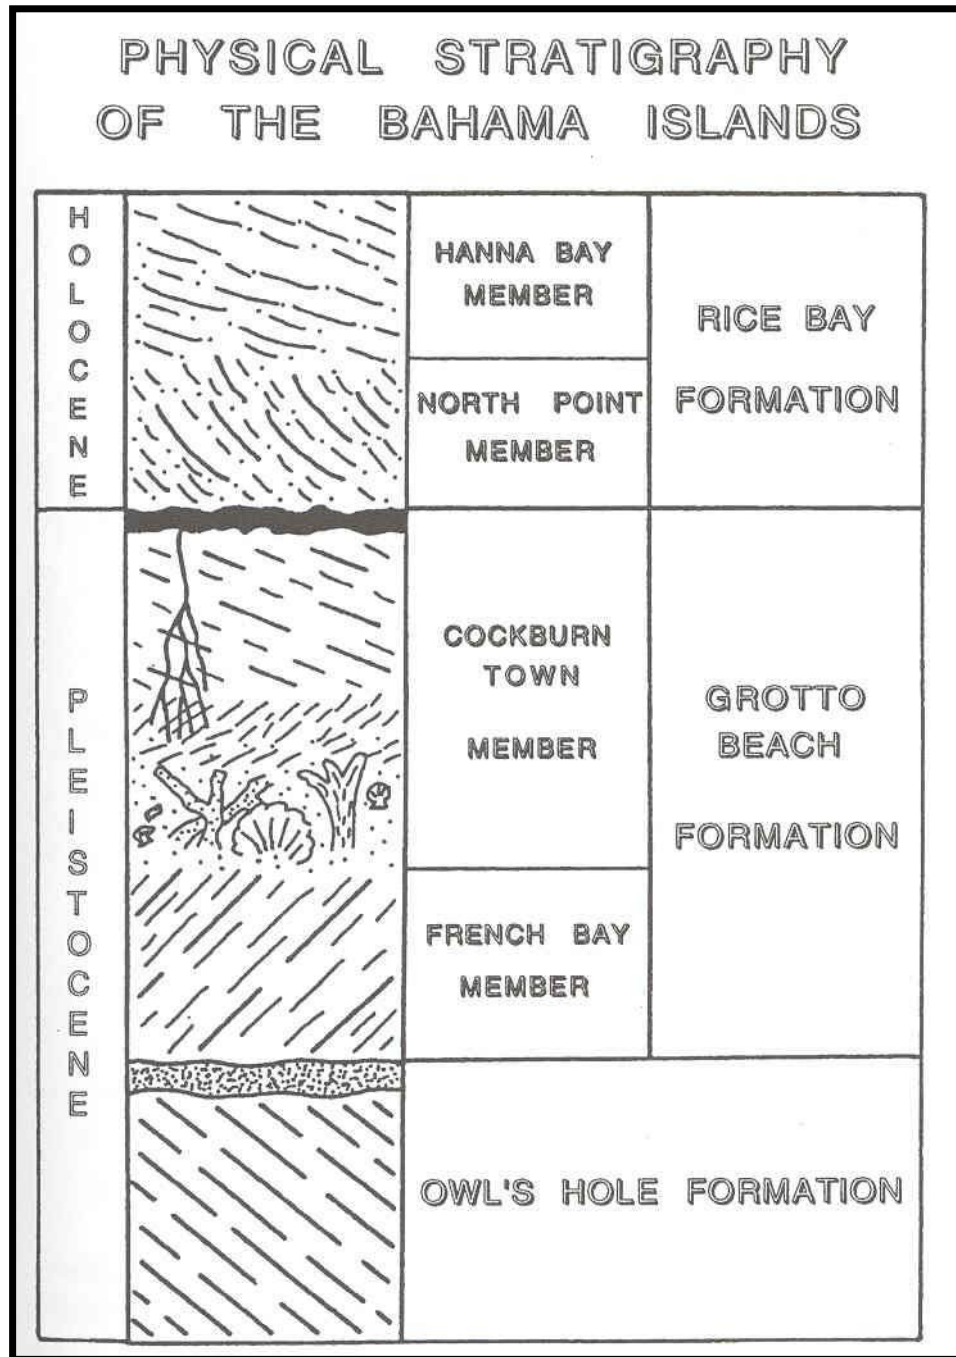 PHYSICAL STRATIGRAPHY
OF THE BAHAMA ISLANDS
HOLOCENE
HANNA BAY
MEMBER
NORTH POINT
MEMBER
RICE BAY
FORMATION
PLEISTOCENE
COCKBURN
TOWN
MEMBER
FRENCH BAY
MEMBER
GROTTO
BEACH
FORMATION
OWL'S HOLE FORMATION